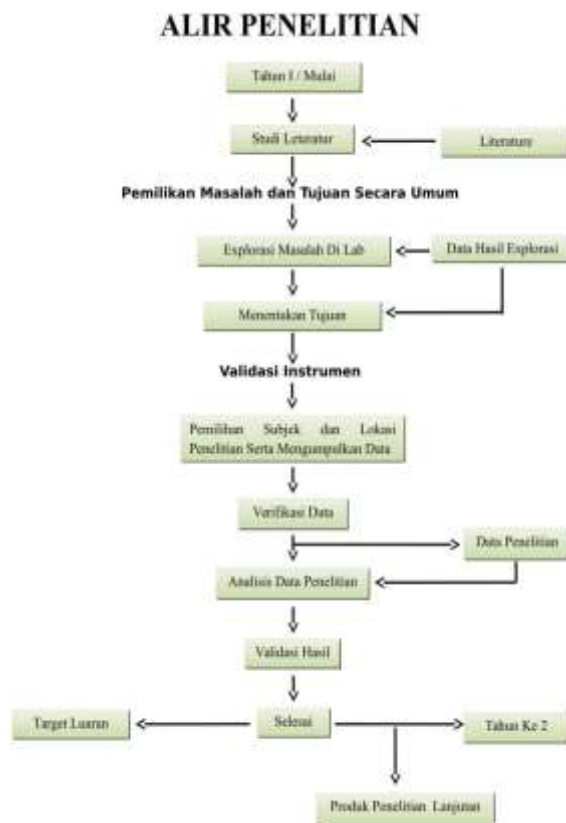 ALIR PENELITIAN
Tahun I / Mulai
Studi Leteratur
Literature
Pemilikan Masalah dan Tujuan Secara Umum
Explorasi Masalah Di Lab
Data Hasil Explorasi
Menentukan Tujuan
Validasi Instrumen
Pemilihan Subjek dan Lokasi
Penelitian Serta Mengumpulkan Data
Verifikasi Data
Data Penelitian
Analisis Data Penelitian
Validasi Hasil
Target Luaran
Selesai
Tahun Ke 2
Produk Penelitian Lanjutan